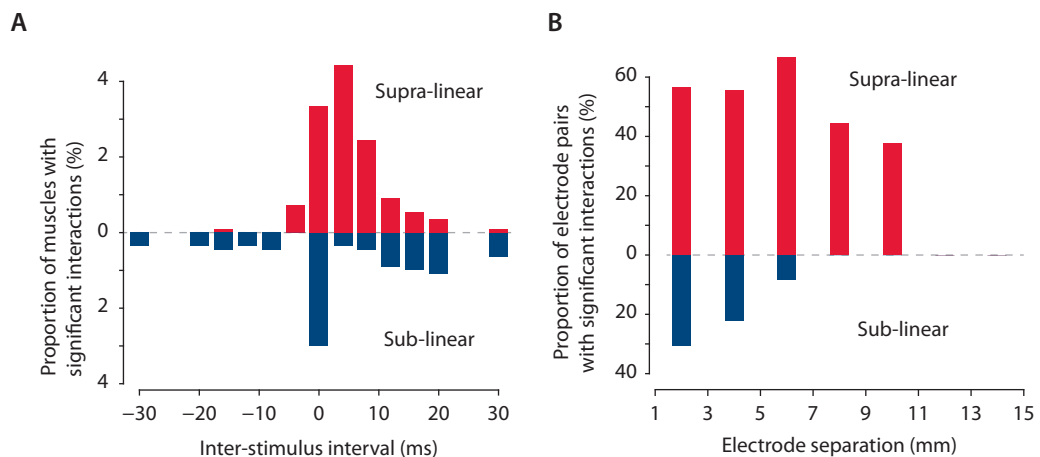 A
Proportion of muscles with
significant interactions (%)
4
2
0
2
4
Supra-linear
Sub-linear
−30 −20 −10 0 10 20 30
Inter-stimulus interval (ms)
B
Proportion of electrode pairs
with significant interactions (%)
60
40
20
0
20
40
Supra-linear
Sub-linear
1 3 5 7 9 11 13 15
Electrode separation (mm)